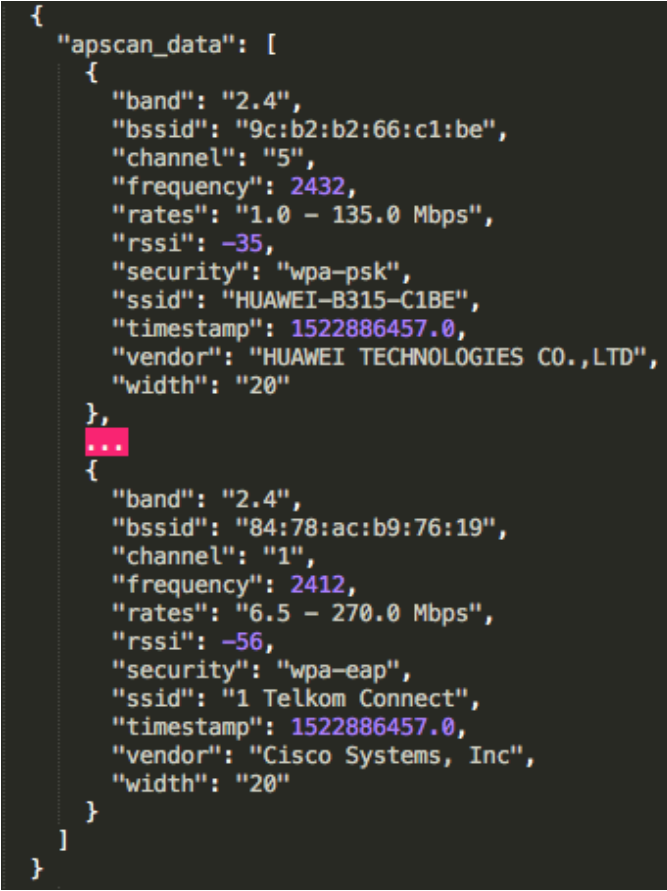 {
"apscan_data": [
{
"band": "2.4",
"bssid": "9c:b2:b2:66:c1:be",
"channel": "5",
"frequency": 2432,
"rates": "1.0 – 135.0 Mbps",
"rssi": –35,
"security": "wpa–psk",
"ssid": "HUAWEI–B315–C1BE",
"timestamp": 1522886457.0,
"vendor": "HUAWEI TECHNOLOGIES CO.,LTD",
"width": "20"
},
...
{
"band": "2.4",
"bssid": "84:78:ac:b9:76:19",
"channel": "1",
"frequency": 2412,
"rates": "6.5 – 270.0 Mbps",
"rssi": –56,
"security": "wpa–eap",
"ssid": "1 Telkom Connect",
"timestamp": 1522886457.0,
"vendor": "Cisco Systems, Inc",
"width": "20"
}
]
}